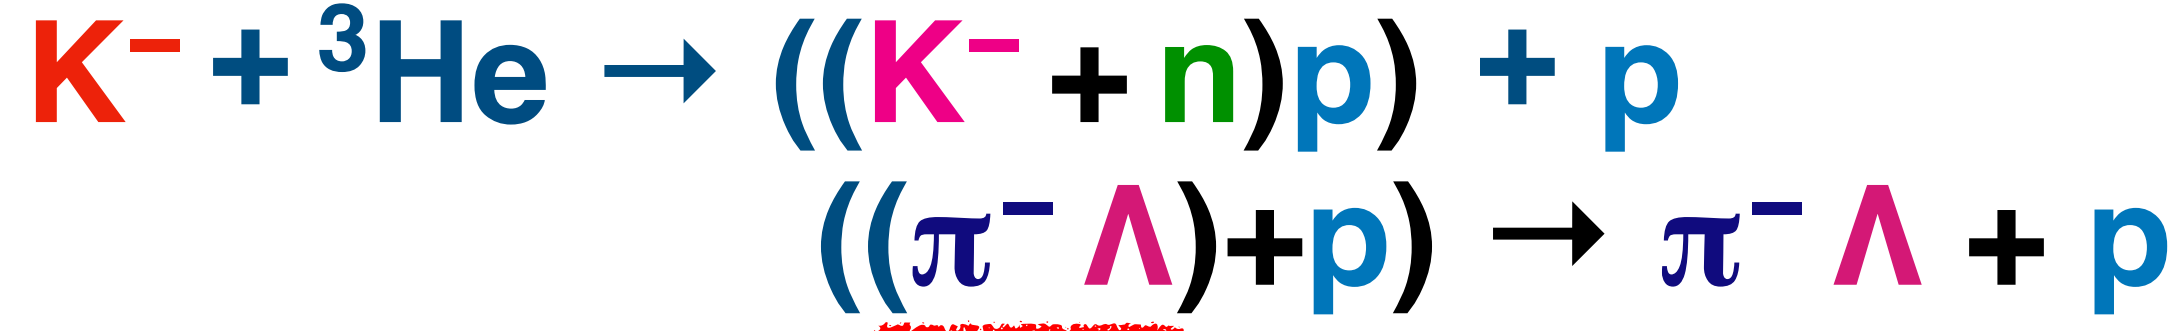 K⁻ + ³He → ((K⁻ + n)p) + p
((π⁻ Λ)+p) → π⁻ Λ + p